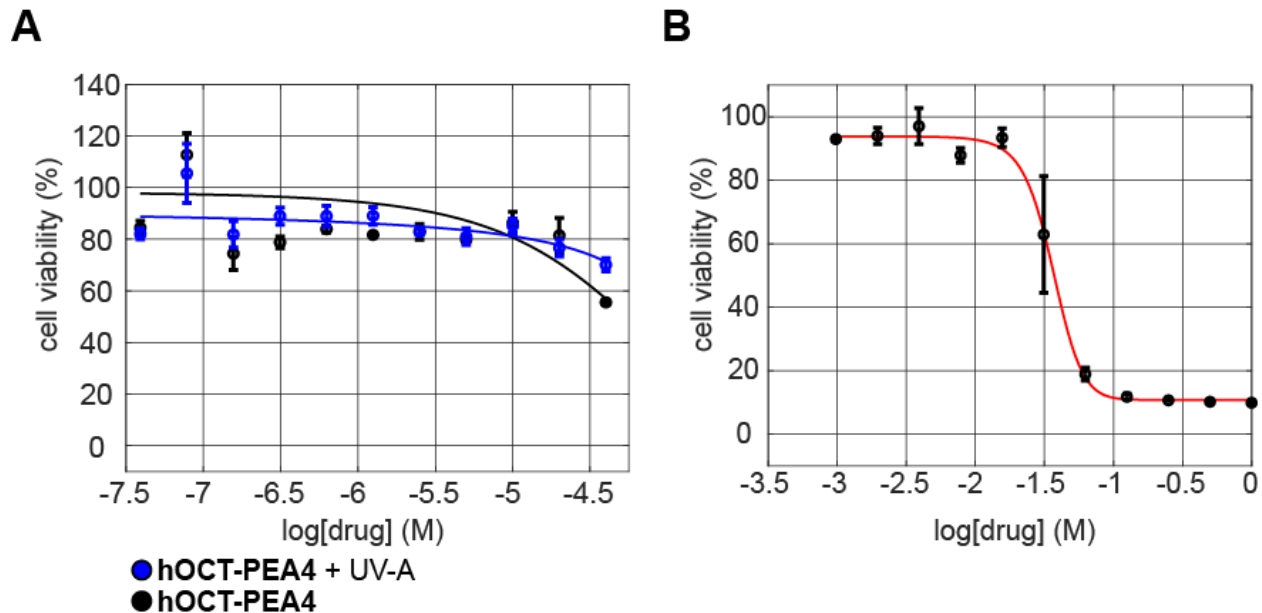 A
cell viability (%)
140
120
100
80
60
40
20
0
-7.5 -7 -6.5 -6 -5.5 -5 -4.5
log[drug] (M)
hOCT-PEA4 + UV-A
hOCT-PEA4
B
cell viability (%)
100
80
60
40
20
0
-3.5 -3 -2.5 -2 -1.5 -1 -0.5 0
log[drug] (M)